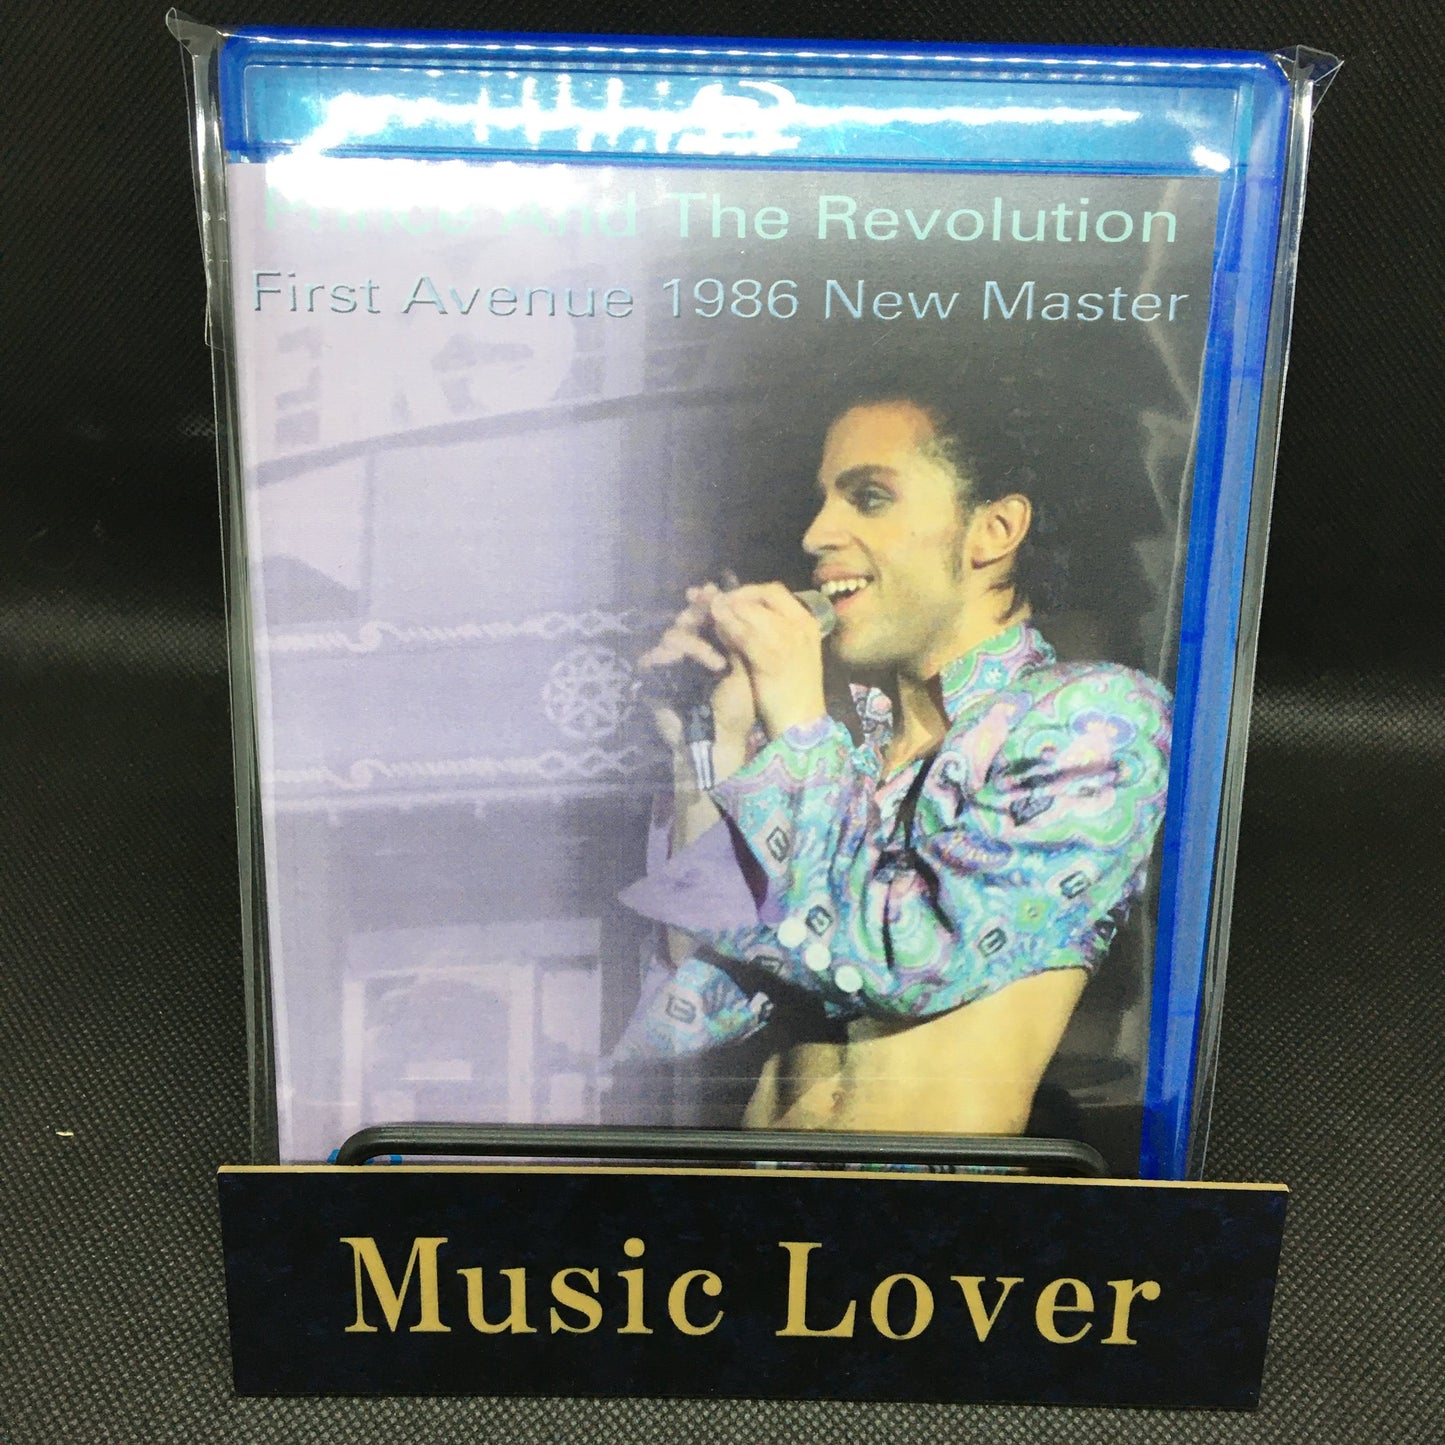 Prince And The Revolution
First Avenue 1986 New Master
Music Lover